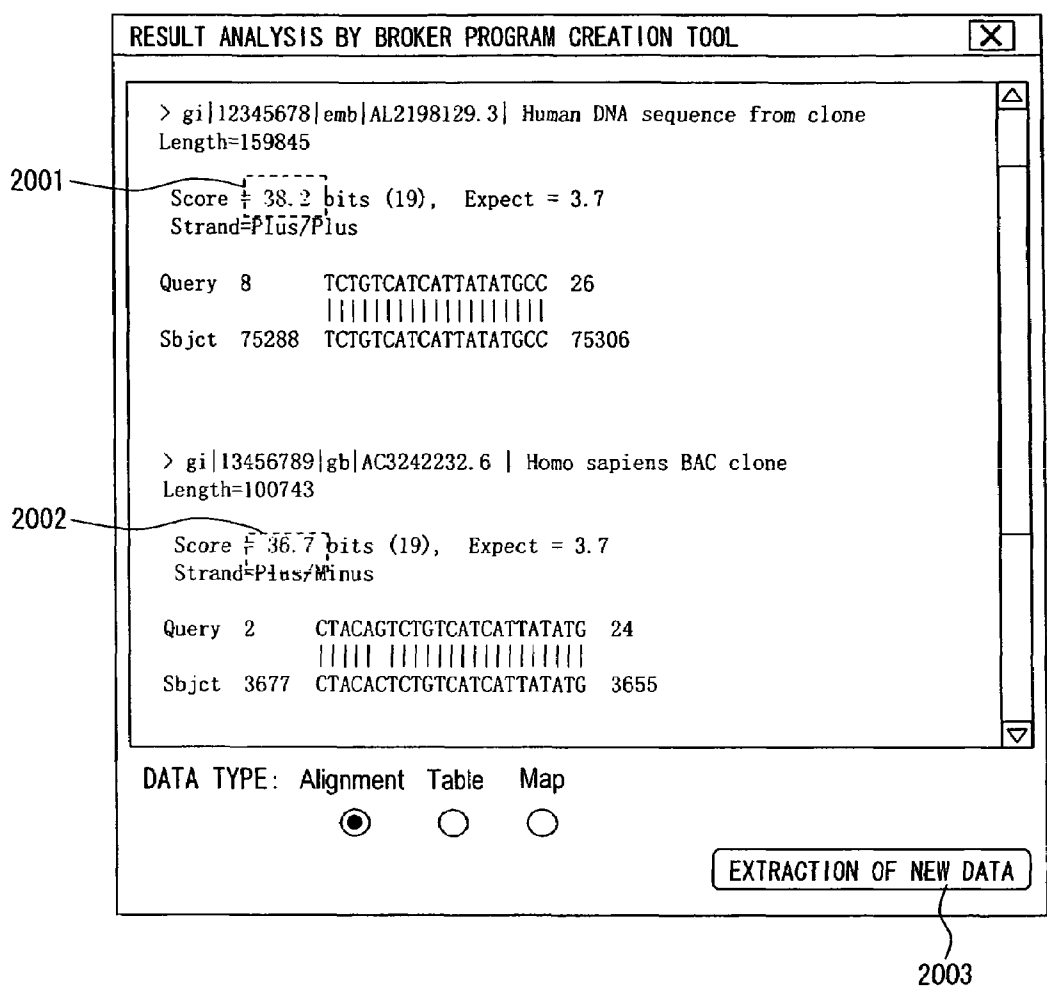 RESULT ANALYSIS BY BROKER PROGRAM CREATION TOOL
> gi|12345678|emb|AL2198129.3| Human DNA sequence from clone
Length=159845
2001
Score = 38.2 bits (19), Expect = 3.7
Strand=Plus/Plus
Query 8 TCTGTCATCATTATATGCC 26
|||||||||||||||||||
Sbjct 75288 TCTGTCATCATTATATGCC 75306
> gi|13456789|gb|AC3242232.6 | Homo sapiens BAC clone
Length=100743
2002
Score = 36.7 bits (19), Expect = 3.7
Strand=Plus/Minus
Query 2 CTACAGTCTGTCATCATTATATG 24
||||| |||||||||||||||||
Sbjct 3677 CTACACTCTGTCATCATTATATG 3655
DATA TYPE: Alignment Table Map
EXTRACTION OF NEW DATA
2003